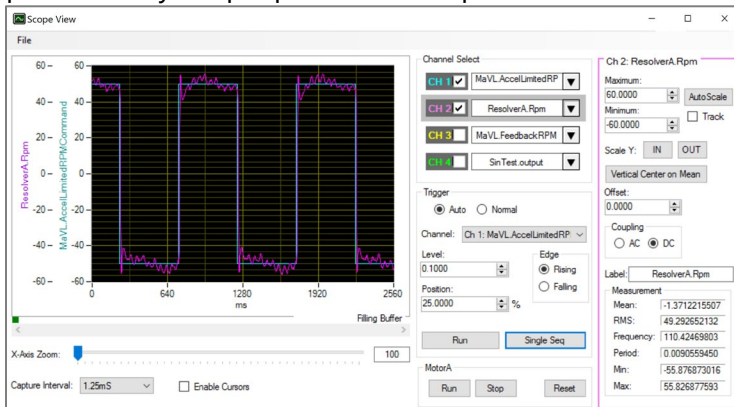 Scope View
File
60
40
20
0
-20
-40
-60
ResolverA.Rpm
60
40
20
0
-20
-40
-60
MaVL.AccelLimitedRPMCommand
0
640
1280
1920
2560
ms
Filling Buffer
X-Axis Zoom:
100
Capture Interval:
1.25mS
Enable Cursors
Channel Select
CH 1
MaVL.AccelLimitedRP
CH 2
ResolverA.Rpm
CH 3
MaVL.FeedbackRPM
CH 4
SinTest.output
Trigger
Auto
Normal
Channel:
Ch 1: MaVL.AccelLimitedRP
Level:
0.1000
Edge
Rising
Falling
Position:
25.0000
%
Run
Single Seq
MotorA
Run
Stop
Reset
Ch 2: ResolverA.Rpm
Maximum:
60.0000
AutoScale
Minimum:
-60.0000
Track
Scale Y:
IN
OUT
Vertical Center on Mean
Offset:
0.0000
Coupling
AC
DC
Label:
ResolverA.Rpm
Measurement
Mean:
-1.3712215507
RMS:
49.292652132
Frequency:
110.42469803
Period:
0.0090559450
Min:
-55.876873016
Max:
55.826877593